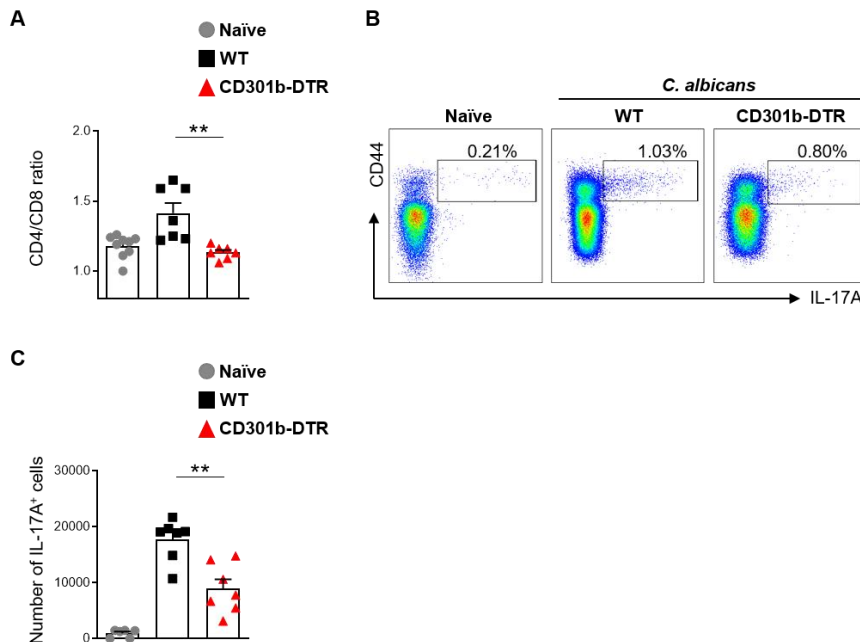 A
Naïve
WT
CD301b-DTR
**
2.0
1.5
1.0
CD4/CD8 ratio
B
C. albicans
Naïve
WT
CD301b-DTR
0.21%
1.03%
0.80%
CD44
IL-17A
C
Naïve
WT
CD301b-DTR
**
30000
20000
10000
0
Number of IL-17A⁺ cells